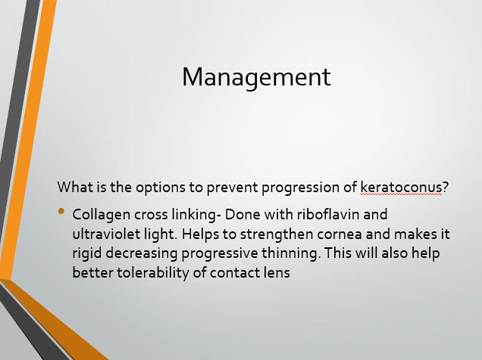 Management
What is the options to prevent progression of keratoconus?
Collagen cross linking- Done with riboflavin and
ultraviolet light. Helps to strengthen cornea and makes it
rigid decreasing progressive thinning. This will also help
better tolerability of contact lens